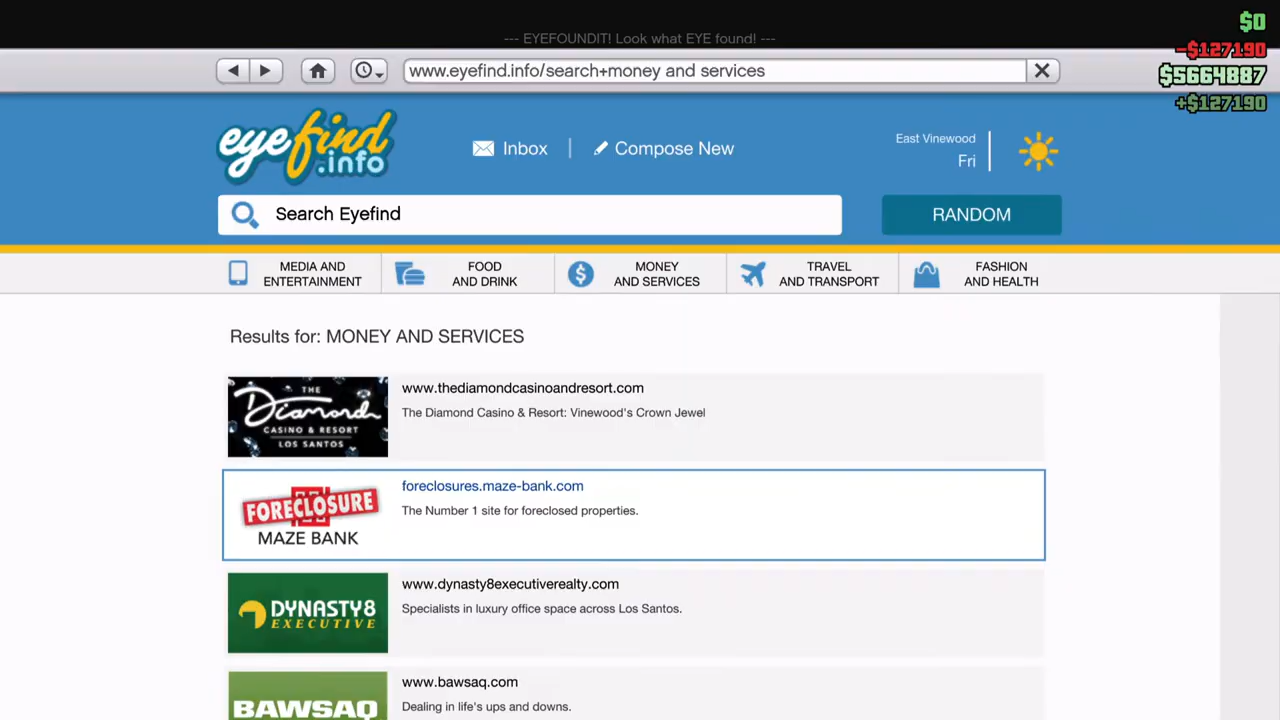 $0
--- EYEFOUNDIT! Look what EYE found! ---
-$127190
www.eyefind.info/search+money and services
$5664887
+$127190
eyefind.info
Inbox
Compose New
East Vinewood
Fri
Search Eyefind
RANDOM
MEDIA AND
ENTERTAINMENT
FOOD
AND DRINK
MONEY
AND SERVICES
TRAVEL
AND TRANSPORT
FASHION
AND HEALTH
Results for: MONEY AND SERVICES
THE
Diamond
CASINO & RESORT
LOS SANTOS
www.thediamondcasinoandresort.com
The Diamond Casino & Resort: Vinewood's Crown Jewel
FORECLOSURE
MAZE BANK
foreclosures.maze-bank.com
The Number 1 site for foreclosed properties.
DYNASTY8
EXECUTIVE
www.dynasty8executiverealty.com
Specialists in luxury office space across Los Santos.
BAWSAQ
www.bawsaq.com
Dealing in life's ups and downs.